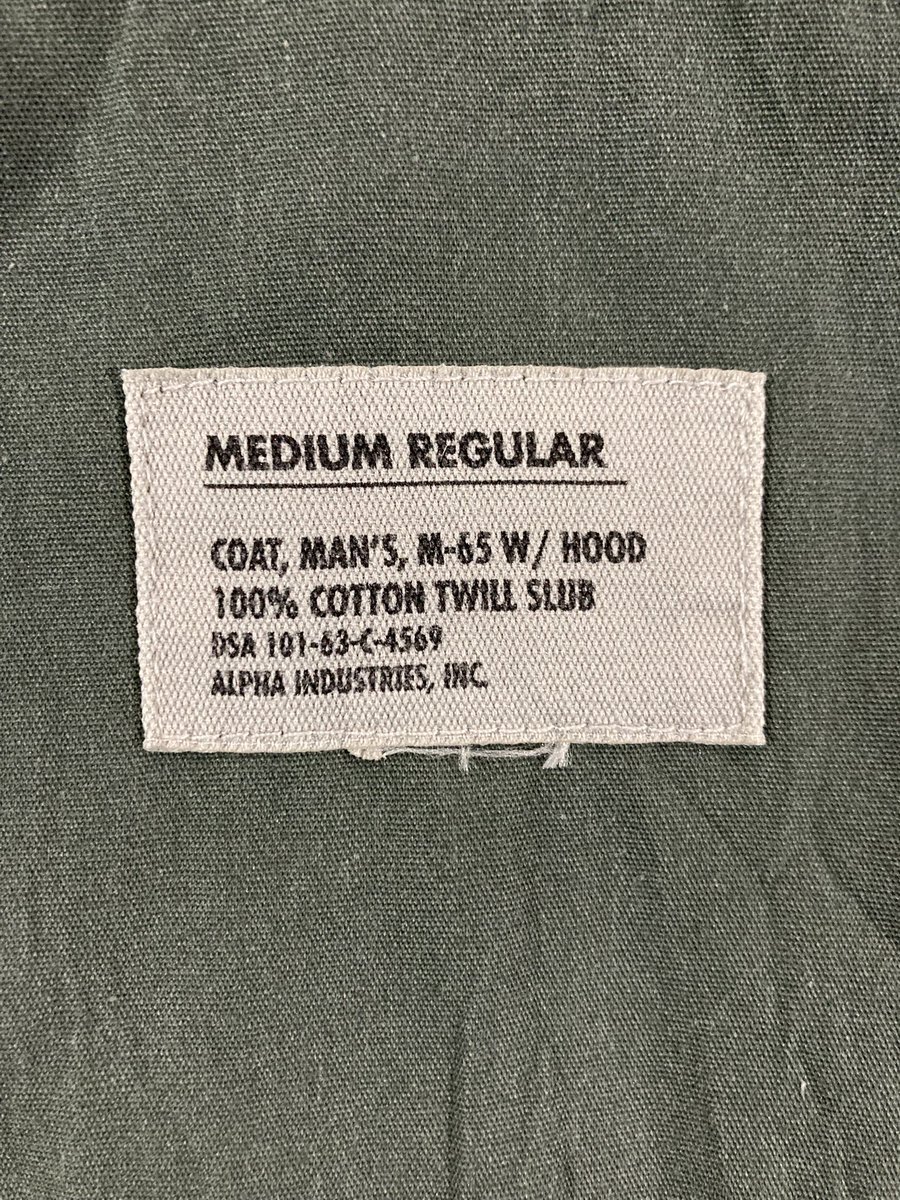 MEDIUM REGULAR
COAT, MAN'S, M-65 W/ HOOD
100% COTTON TWILL SLUB
DSA 101-63-C-4569
ALPHA INDUSTRIES, INC.